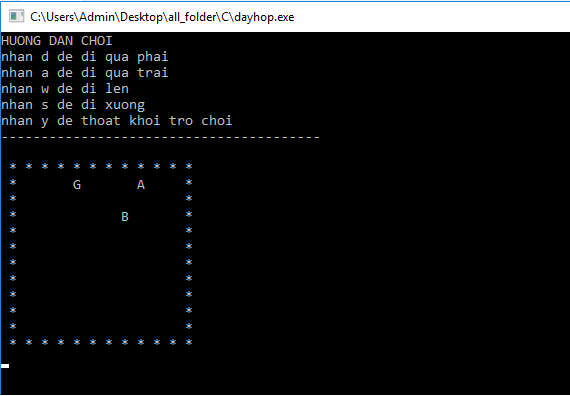 C:\Users\Admin\Desktop\all_folder\C\dayhop.exe
HUONG DAN CHOI
nhan d de di qua phai
nhan a de di qua trai
nhan w de di len
nhan s de di xuong
nhan y de thoat khoi tro choi
----------------------------------------
* * * * * * * * * * * *
*       G       A     *
*                     *
*             B       *
*                     *
*                     *
*                     *
*                     *
*                     *
*                     *
*                     *
* * * * * * * * * * * *